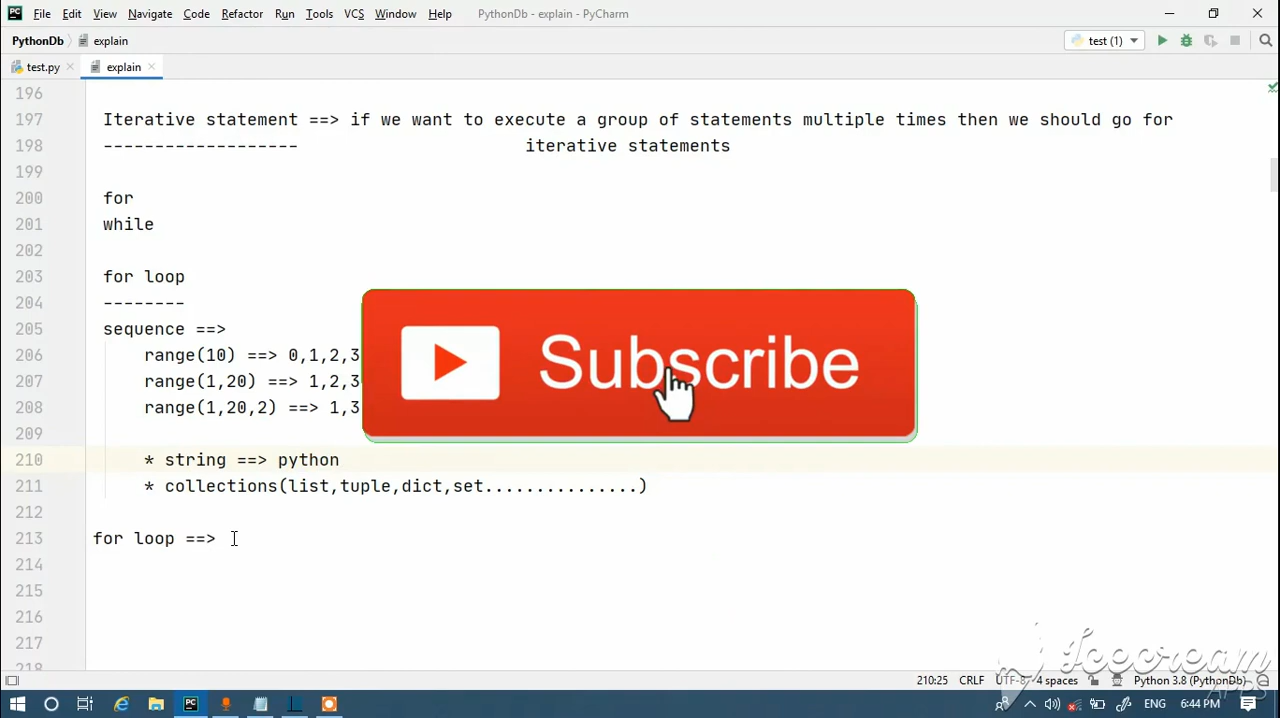 File Edit View Navigate Code Refactor Run Tools VCS Window Help PythonDb - explain - PyCharm
PythonDb explain test (1)
test.py explain
196
197 Iterative statement ==> if we want to execute a group of statements multiple times then we should go for
198 ------------------- iterative statements
199
200 for
201 while
202
203 for loop
204 --------
205 sequence ==>
206 range(10) ==> 0,1,2,3
207 range(1,20) ==> 1,2,3
208 range(1,20,2) ==> 1,3
Subscribe
209
210 * string ==> python
211 * collections(list,tuple,dict,set...............)
212
213 for loop ==>
214
215
216
217
218
Icecream
APPS
210:25 CRLF UTF-8 4 spaces Python 3.8 (PythonDb)
ENG 6:44 PM